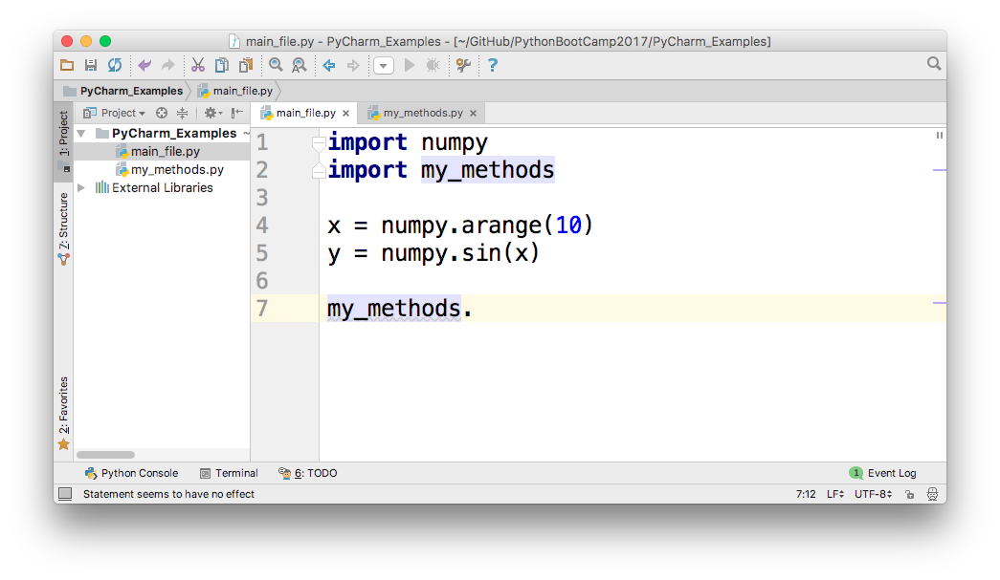 main_file.py - PyCharm_Examples - [~/GitHub/PythonBootCamp2017/PyCharm_Examples]
PyCharm_Examples main_file.py
1: Project
Project
main_file.py my_methods.py
PyCharm_Examples ~
main_file.py
my_methods.py
External Libraries
7: Structure
2: Favorites
1 import numpy
2 import my_methods
3
4 x = numpy.arange(10)
5 y = numpy.sin(x)
6
7 my_methods.
Python Console Terminal 6: TODO 1 Event Log
Statement seems to have no effect 7:12 LF UTF-8